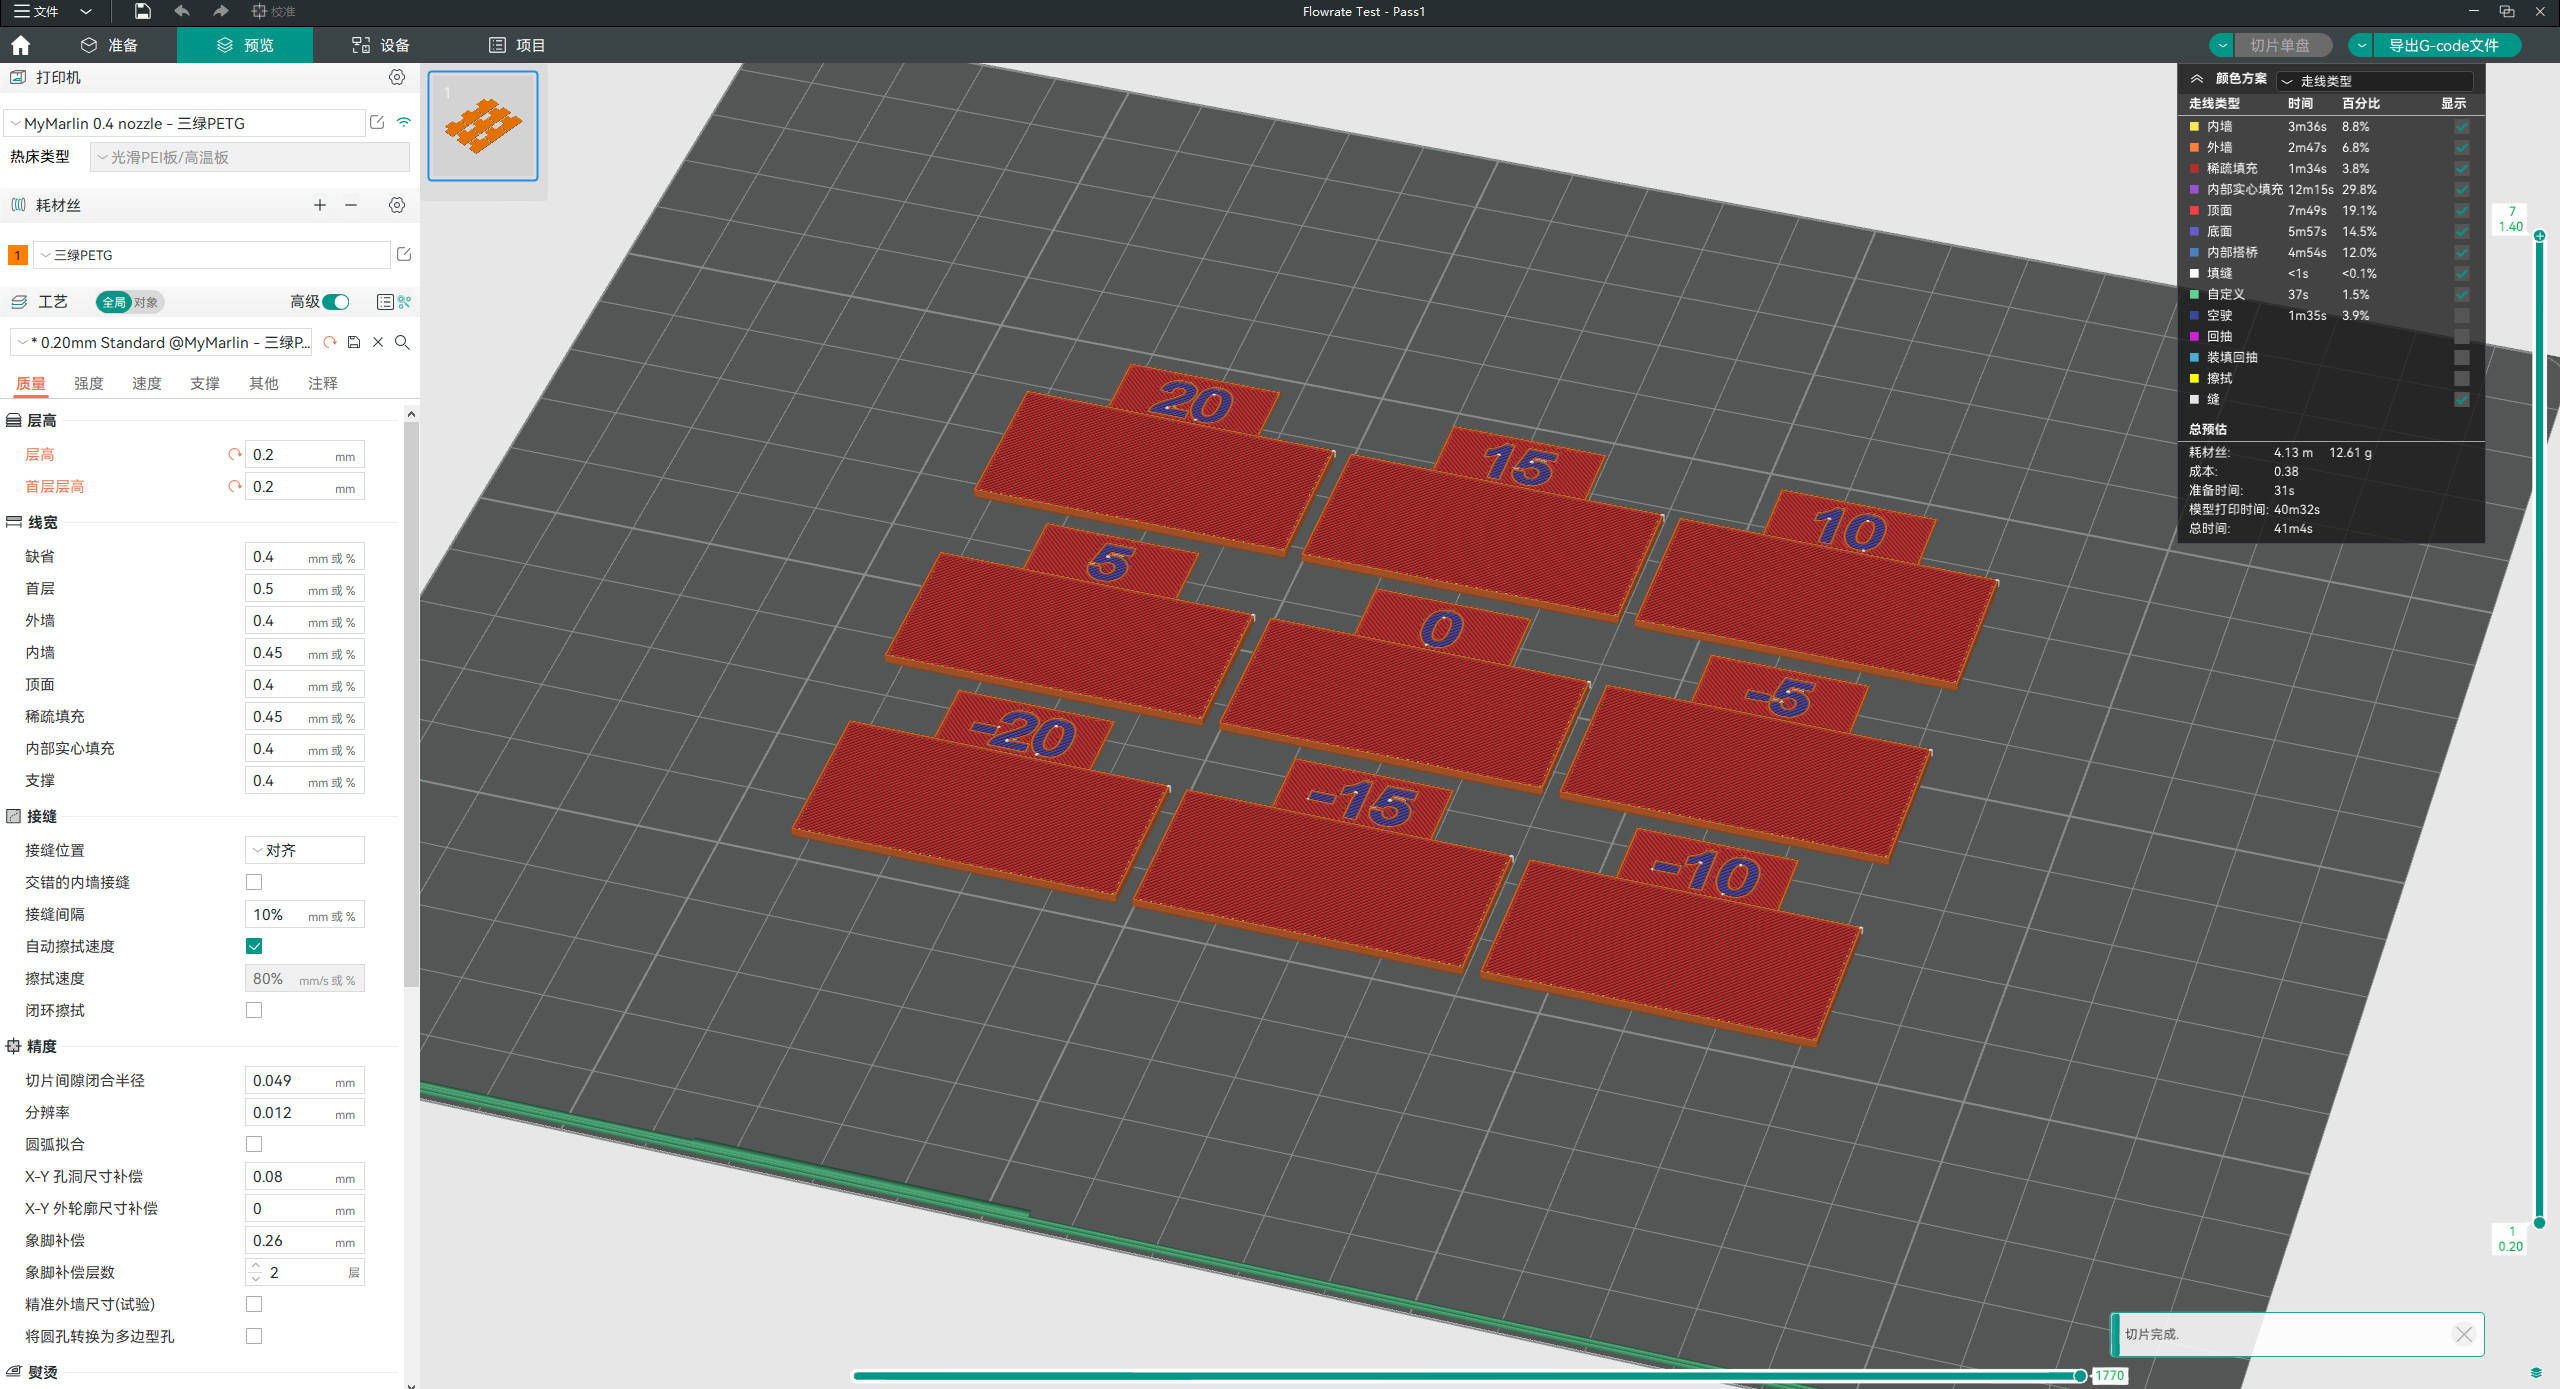 文件
校准
Flowrate Test - Pass1
准备
预览
设备
项目
切片单盘
导出G-code文件
打印机
MyMarlin 0.4 nozzle - 三绿PETG
热床类型
光滑PEI板/高温板
耗材丝
1
三绿PETG
工艺
全局
对象
高级
* 0.20mm Standard @MyMarlin - 三绿P...
质量 强度 速度 支撑 其他 注释
层高
层高 0.2 mm
首层层高 0.2 mm
线宽
缺省 0.4 mm 或 %
首层 0.5 mm 或 %
外墙 0.4 mm 或 %
内墙 0.45 mm 或 %
顶面 0.4 mm 或 %
稀疏填充 0.45 mm 或 %
内部实心填充 0.4 mm 或 %
支撑 0.4 mm 或 %
接缝
接缝位置 对齐
交错的内墙接缝
接缝间隔 10% mm 或 %
自动擦拭速度
擦拭速度 80% mm/s 或 %
闭环擦拭
精度
切片间隙闭合半径 0.049 mm
分辨率 0.012 mm
圆弧拟合
X-Y 孔洞尺寸补偿 0.08 mm
X-Y 外轮廓尺寸补偿 0 mm
象脚补偿 0.26 mm
象脚补偿层数 2 层
精准外墙尺寸(试验)
将圆孔转换为多边型孔
熨烫
1
20
15
10
5
0
-5
-20
-15
-10
颜色方案 走线类型
走线类型 时间 百分比 显示
内墙 3m36s 8.8%
外墙 2m47s 6.8%
稀疏填充 1m34s 3.8%
内部实心填充 12m15s 29.8%
顶面 7m49s 19.1%
底面 5m57s 14.5%
内部搭桥 4m54s 12.0%
填缝 <1s <0.1%
自定义 37s 1.5%
空驶 1m35s 3.9%
回抽
装填回抽
擦拭
缝
总预估
耗材丝: 4.13 m 12.61 g
成本: 0.38
准备时间: 31s
模型打印时间: 40m32s
总时间: 41m4s
7
1.40
1
0.20
切片完成.
1770